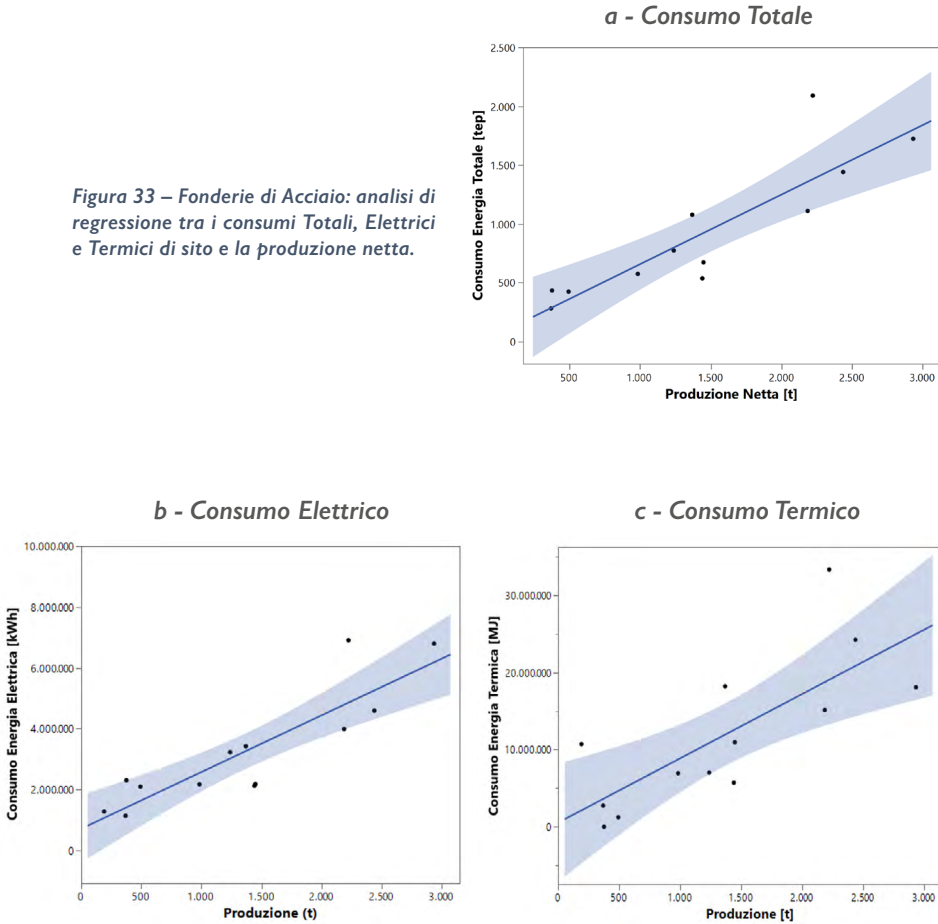 a - Consumo Totale
Figura 33 – Fonderie di Acciaio: analisi di
regressione tra i consumi Totali, Elettrici
e Termici di sito e la produzione netta.
Consumo Energia Totale [tep]
2.500
2.000
1.500
1.000
500
0
500 1.000 1.500 2.000 2.500 3.000
Produzione Netta [t]
b - Consumo Elettrico
Consumo Energia Elettrica [kWh]
10.000.000
8.000.000
6.000.000
4.000.000
2.000.000
0
0 500 1.000 1.500 2.000 2.500 3.000
Produzione (t)
c - Consumo Termico
Consumo Energia Termica [MJ]
30.000.000
20.000.000
10.000.000
0
0 500 1.000 1.500 2.000 2.500 3.000
Produzione [t]